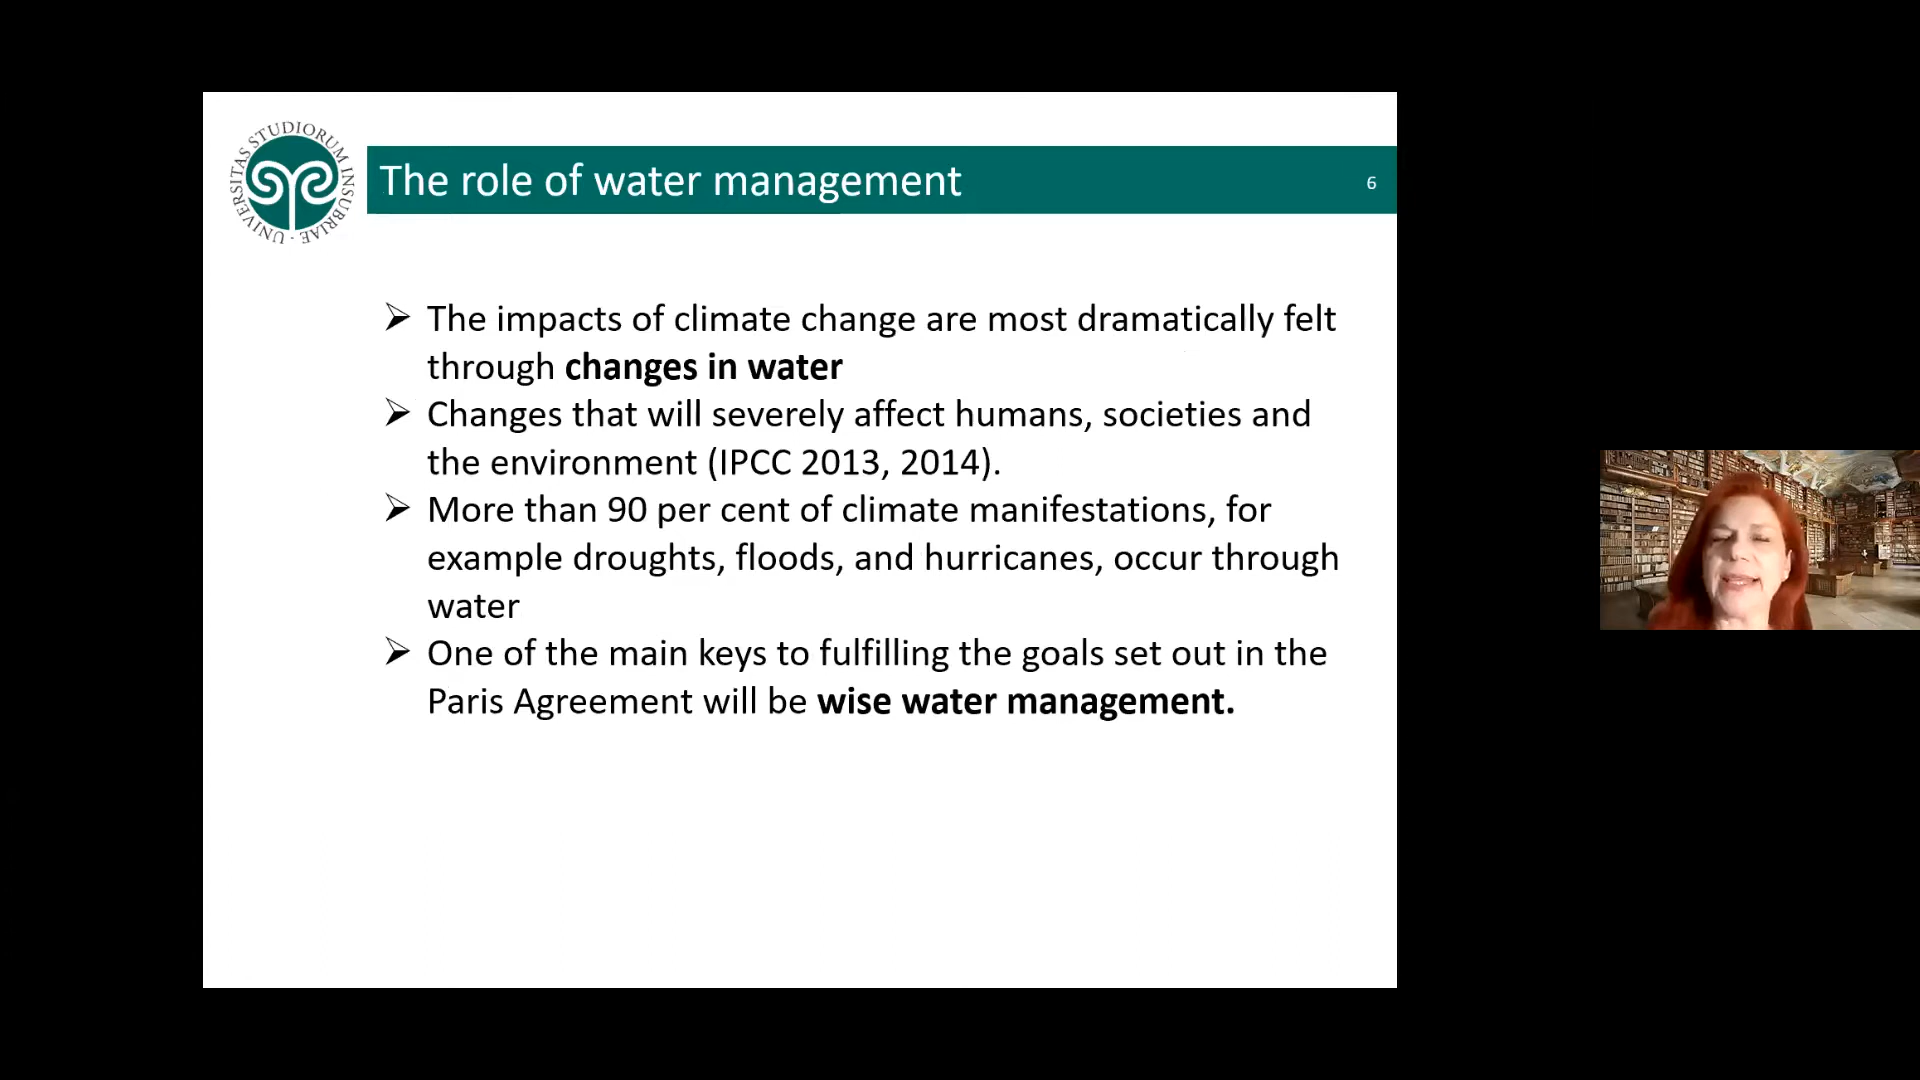 UNIVERSITAS STUDIORUM INSUBRIAE ·
The role of water management
6
➢ The impacts of climate change are most dramatically felt
through changes in water
➢ Changes that will severely affect humans, societies and
the environment (IPCC 2013, 2014).
➢ More than 90 per cent of climate manifestations, for
example droughts, floods, and hurricanes, occur through
water
➢ One of the main keys to fulfilling the goals set out in the
Paris Agreement will be wise water management.